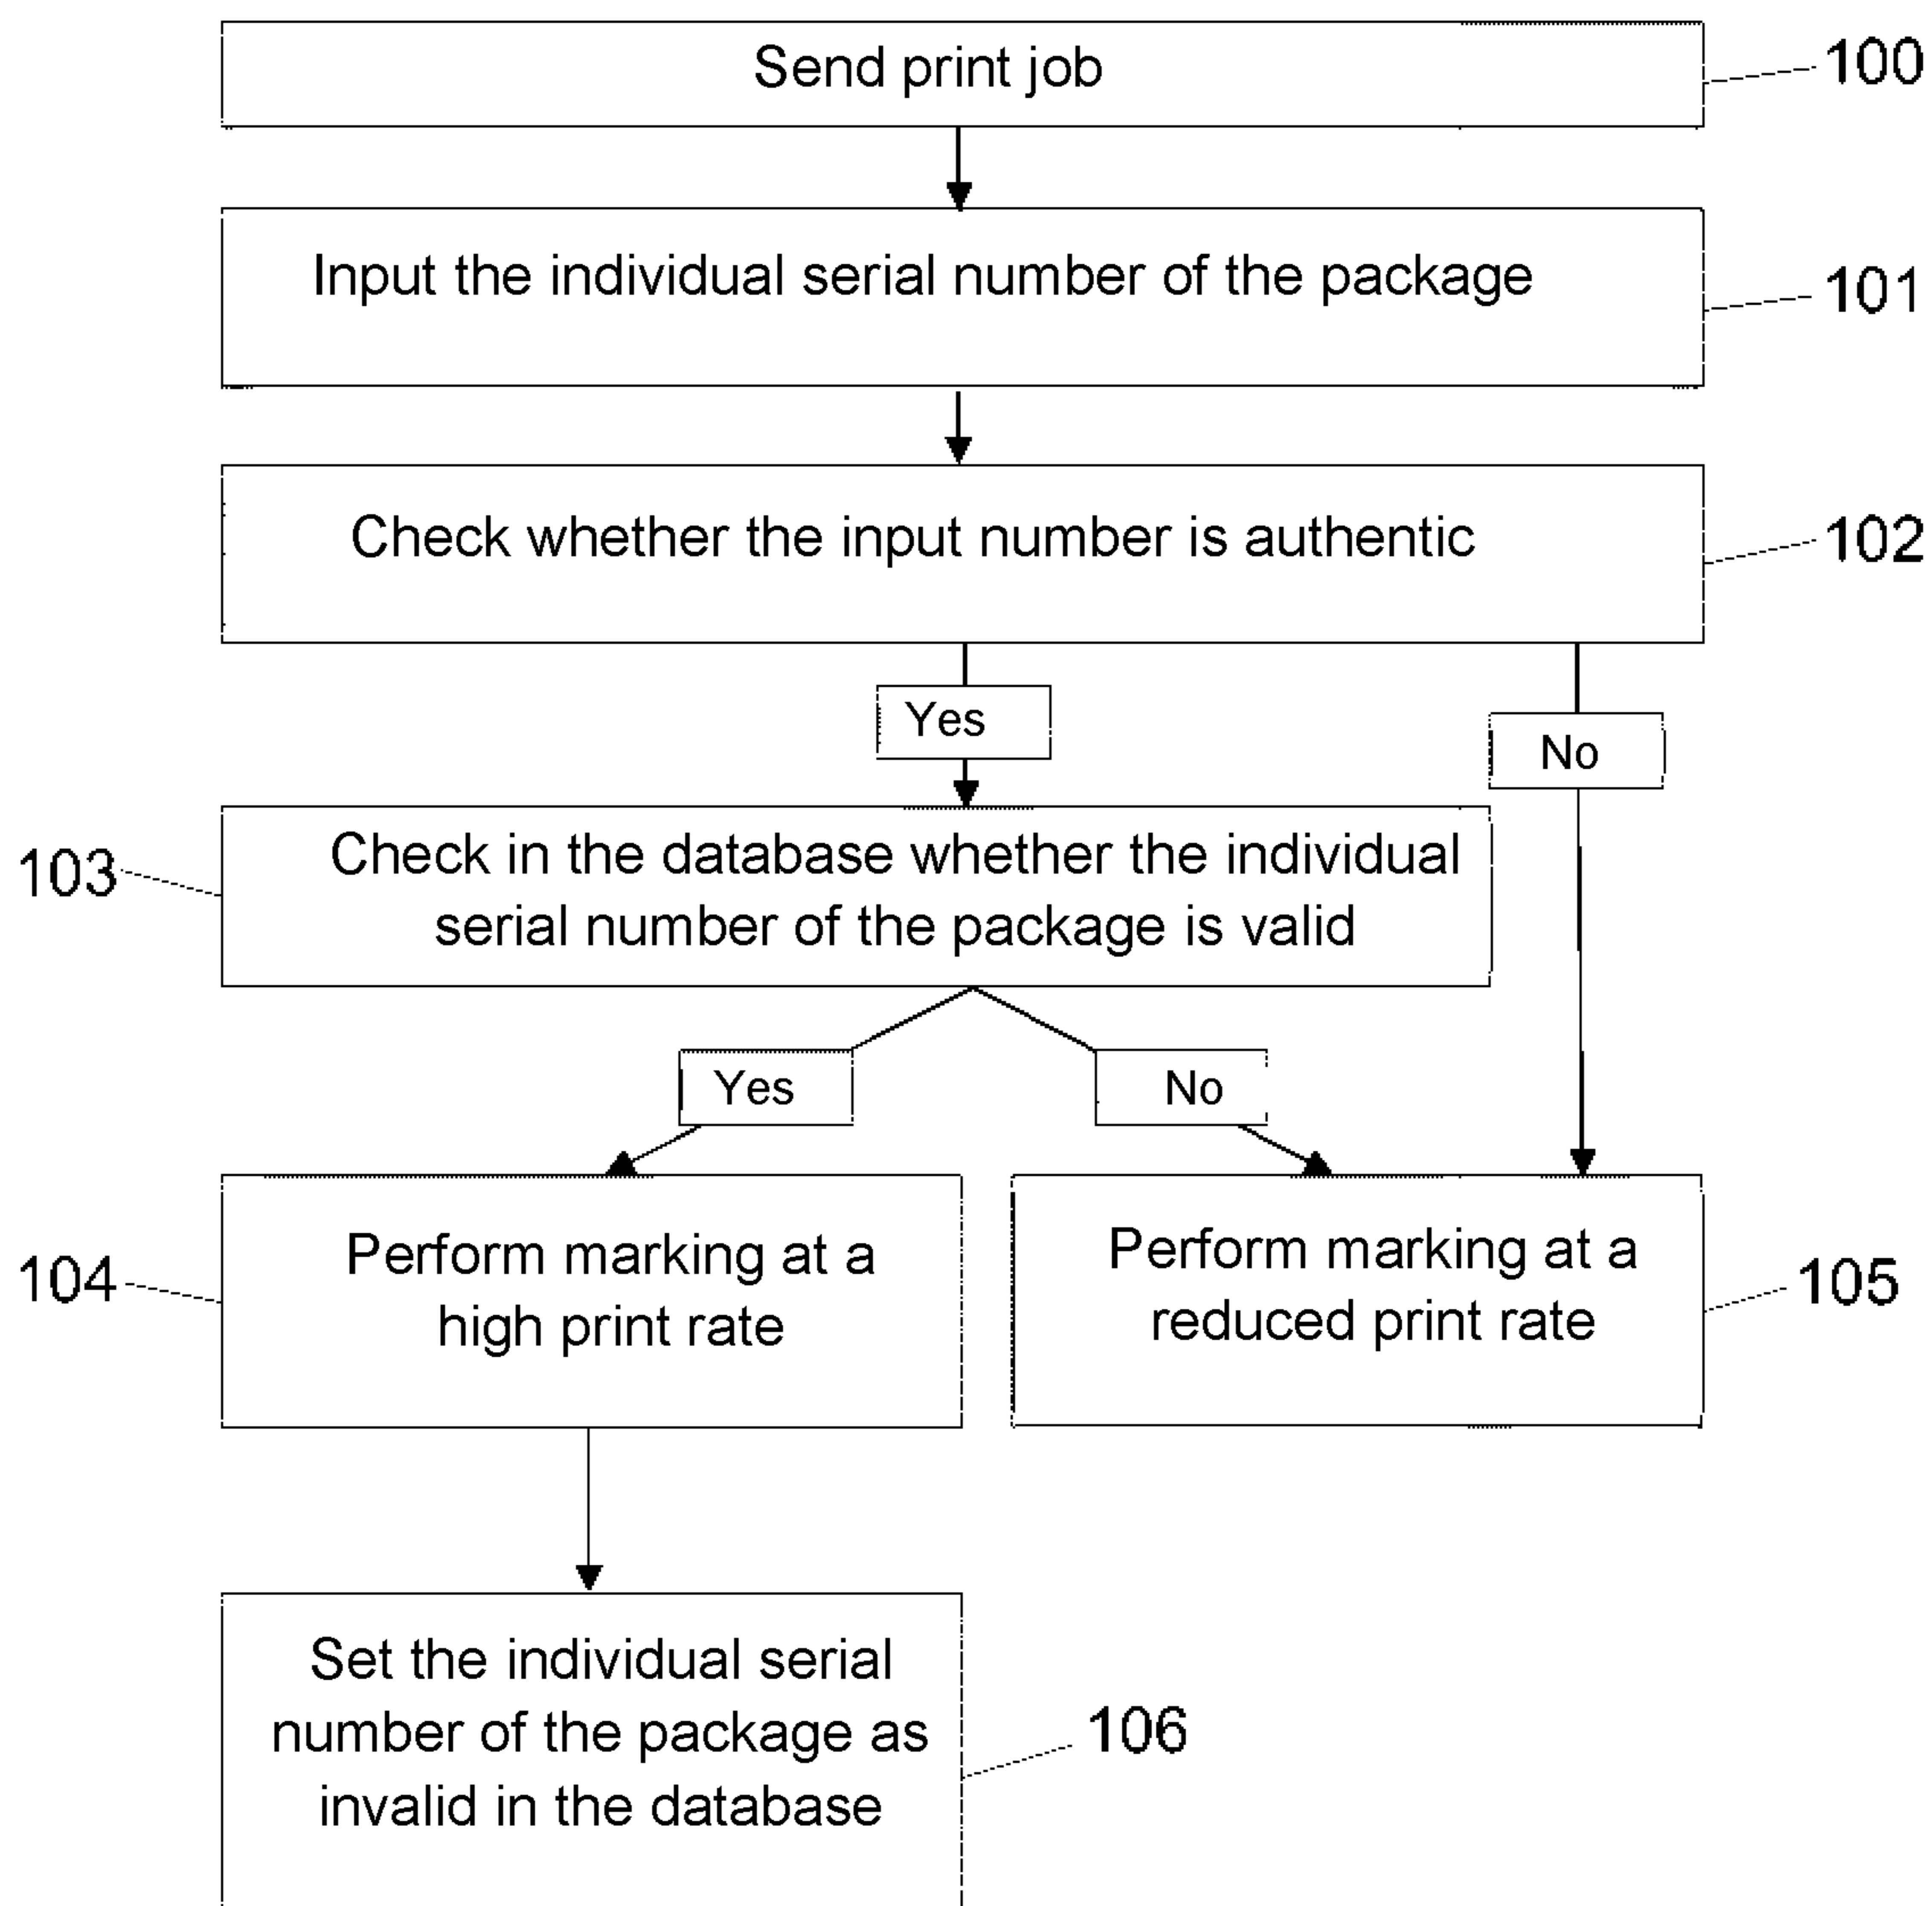 Send print job
100
Input the individual serial number of the package
101
Check whether the input number is authentic
102
Yes
No
103
Check in the database whether the individual
serial number of the package is valid
Yes
No
104
Perform marking at a
high print rate
Perform marking at a
reduced print rate
105
Set the individual serial
number of the package as
invalid in the database
106